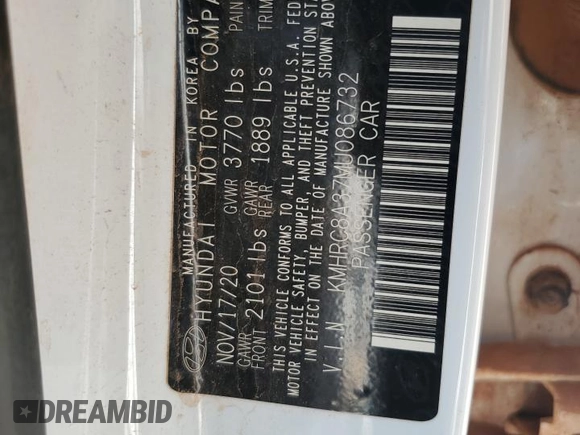 MANUFACTURED IN KOREA BY
HYUNDAI MOTOR COMPA
NOV/17/20 GVWR 3770 lbs PAIN
GAWR FRONT 2101 lbs GAWR REAR 1889 lbs TRIM
THIS VEHICLE CONFORMS TO ALL APPLICABLE U.S.A. FED
MOTOR VEHICLE SAFETY, BUMPER, AND THEFT PREVENTION STA
IN EFFECT ON THE DATE OF MANUFACTURE SHOWN
V.I.N KMHRC8A37MU086732
PASSENGER CAR
DREAMBID